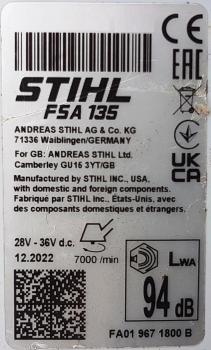 CE
STIHL
FSA 135
EAC
ANDREAS STIHL AG & Co. KG
71336 Waiblingen/GERMANY
For GB: ANDREAS STIHL Ltd.
Camberley GU16 3YT/GB
UK
CA
Manufactured by STIHL INC., USA,
with domestic and foreign components.
Fabriqué par STIHL Inc., États-Unis, avec
des composants domestiques et étrangers.
28V - 36V d.c.
12.2022
7000 /min
LWA
94 dB
FA01 967 1800 B